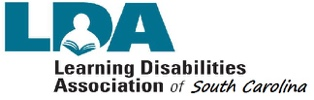 LDA
Learning Disabilities
Association of South Carolina